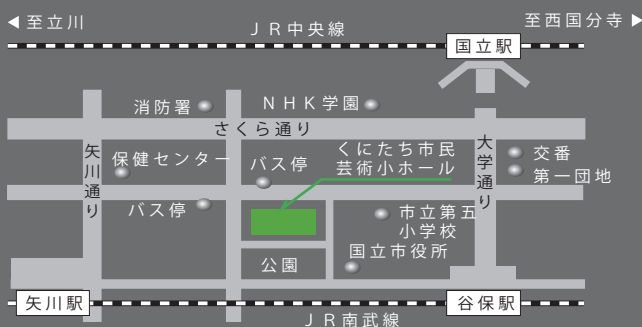 ◀至立川
ＪＲ中央線
至西国分寺▶
国立駅
消防署
ＮＨＫ学園
さくら通り
矢川通り
保健センター
バス停
くにたち市民
芸術小ホール
大学通り
交番
第一団地
バス停
市立第五
小学校
国立市役所
公園
矢川駅
谷保駅
ＪＲ南武線